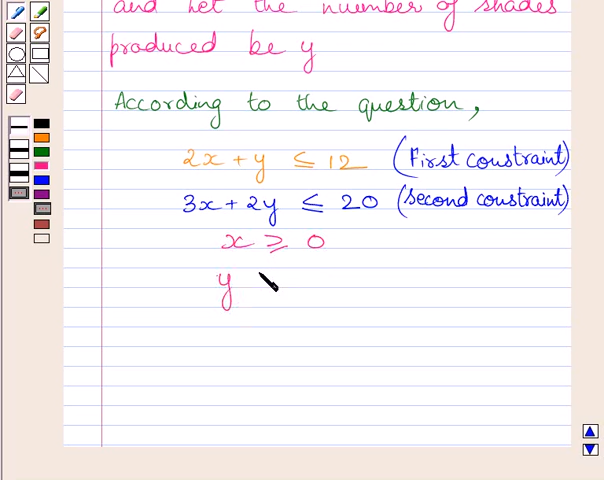 and let the number of shades
produced be y
According to the question,
2x + y ≤ 12 (First constraint)
3x + 2y ≤ 20 (second constraint)
x ≥ 0
y